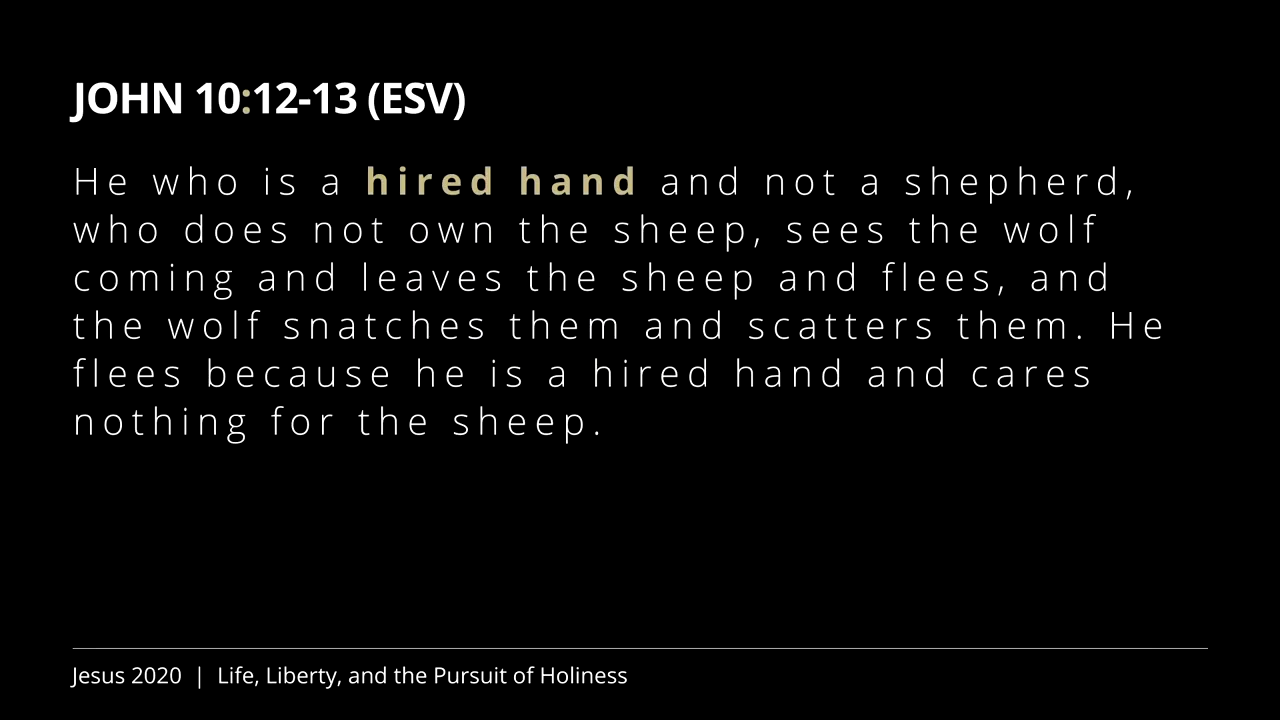 JOHN 10:12-13 (ESV)
He who is a hired hand and not a shepherd,
who does not own the sheep, sees the wolf
coming and leaves the sheep and flees, and
the wolf snatches them and scatters them. He
flees because he is a hired hand and cares
nothing for the sheep.
Jesus 2020 | Life, Liberty, and the Pursuit of Holiness